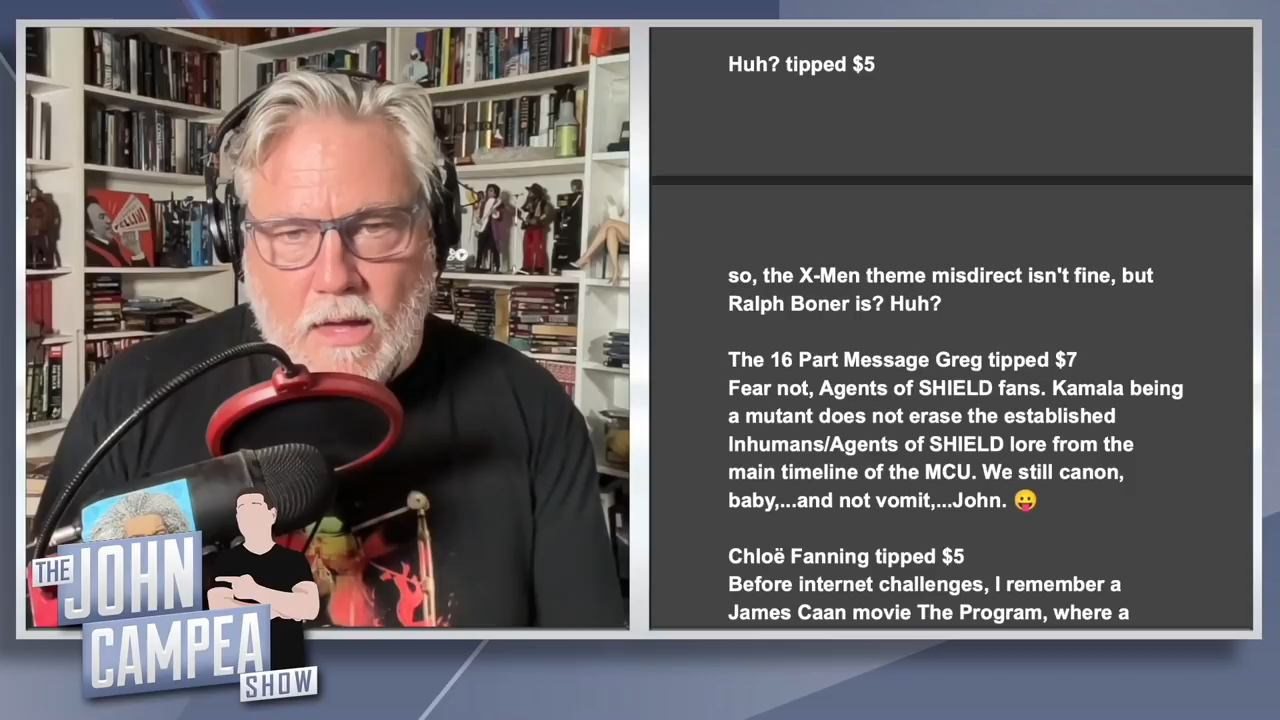 Huh? tipped $5
so, the X-Men theme misdirect isn't fine, but
Ralph Boner is? Huh?
The 16 Part Message Greg tipped $7
Fear not, Agents of SHIELD fans. Kamala being
a mutant does not erase the established
Inhumans/Agents of SHIELD lore from the
main timeline of the MCU. We still canon,
baby,...and not vomit,...John. 😛
Chloë Fanning tipped $5
Before internet challenges, I remember a
James Caan movie The Program, where a
FELLINI
THE
JOHN
CAMPEA
SHOW